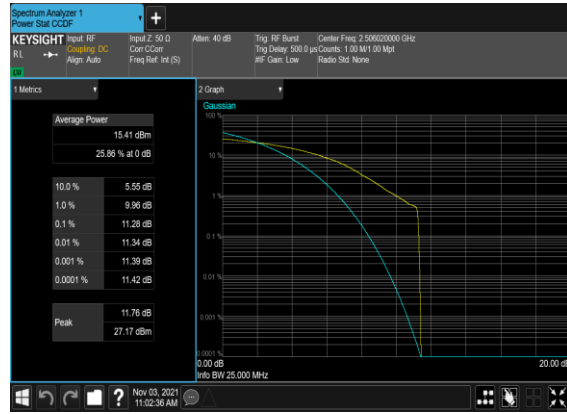 Spectrum Analyzer 1
Power Stat CCDF
+
KEYSIGHT
R L
Input: RF
Coupling: DC
Align: Auto
Input Z: 50 Ω
Corr CCorr
Freq Ref: Int (S)
Atten: 40 dB
Trig: RF Burst
Trig Delay: 500.0 µs
#IF Gain: Low
Center Freq: 2.506020000 GHz
Counts: 1.00 M/1.00 Mpt
Radio Std: None
1 Metrics
Average Power
15.41 dBm
25.86 % at 0 dB
10.0 % 5.55 dB
1.0 % 9.96 dB
0.1 % 11.28 dB
0.01 % 11.34 dB
0.001 % 11.39 dB
0.0001 % 11.42 dB
Peak
11.76 dB
27.17 dBm
2 Graph
Gaussian
100 %
10 %
1 %
0.1 %
0.01 %
0.001 %
0.0001 %
0.00 dB
20.00 dB
Info BW 25.000 MHz
?
Nov 03, 2021
11:02:36 AM